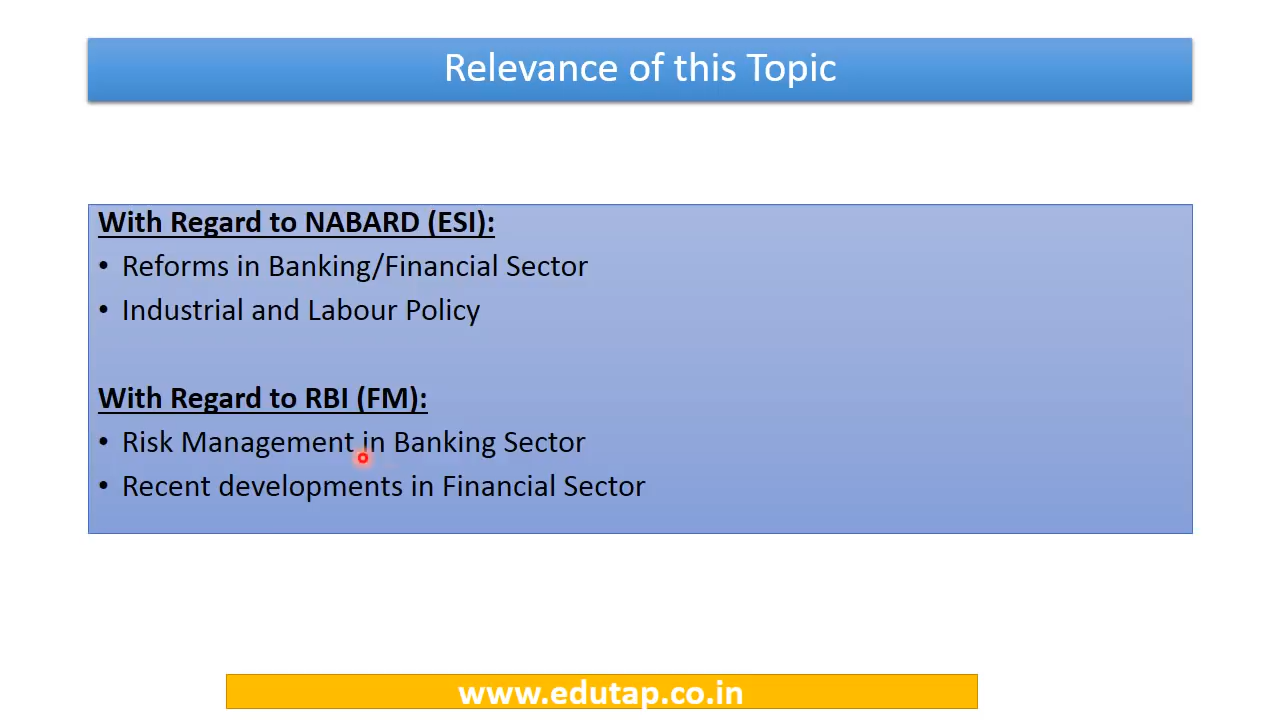 Relevance of this Topic
With Regard to NABARD (ESI):
• Reforms in Banking/Financial Sector
• Industrial and Labour Policy
With Regard to RBI (FM):
• Risk Management in Banking Sector
• Recent developments in Financial Sector
www.edutap.co.in